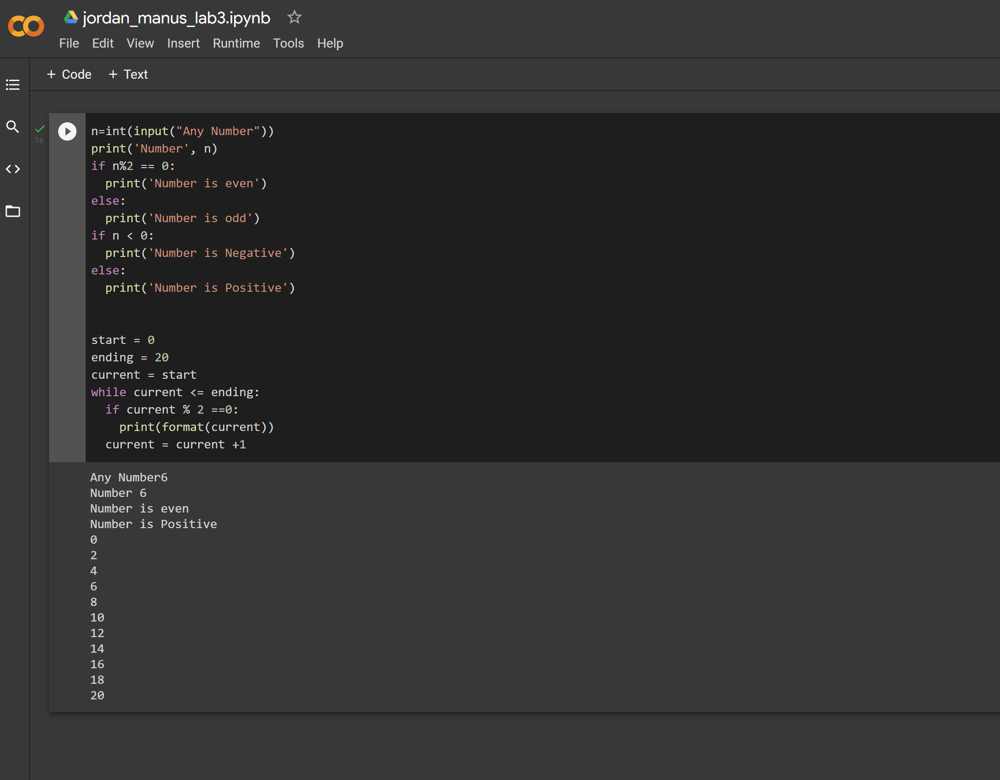 jordan_manus_lab3.ipynb
File Edit View Insert Runtime Tools Help
+ Code + Text
1s
n=int(input("Any Number"))
print('Number', n)
if n%2 == 0:
  print('Number is even')
else:
  print('Number is odd')
if n < 0:
  print('Number is Negative')
else:
  print('Number is Positive')
start = 0
ending = 20
current = start
while current <= ending:
  if current % 2 ==0:
    print(format(current))
  current = current +1
Any Number6
Number 6
Number is even
Number is Positive
0
2
4
6
8
10
12
14
16
18
20